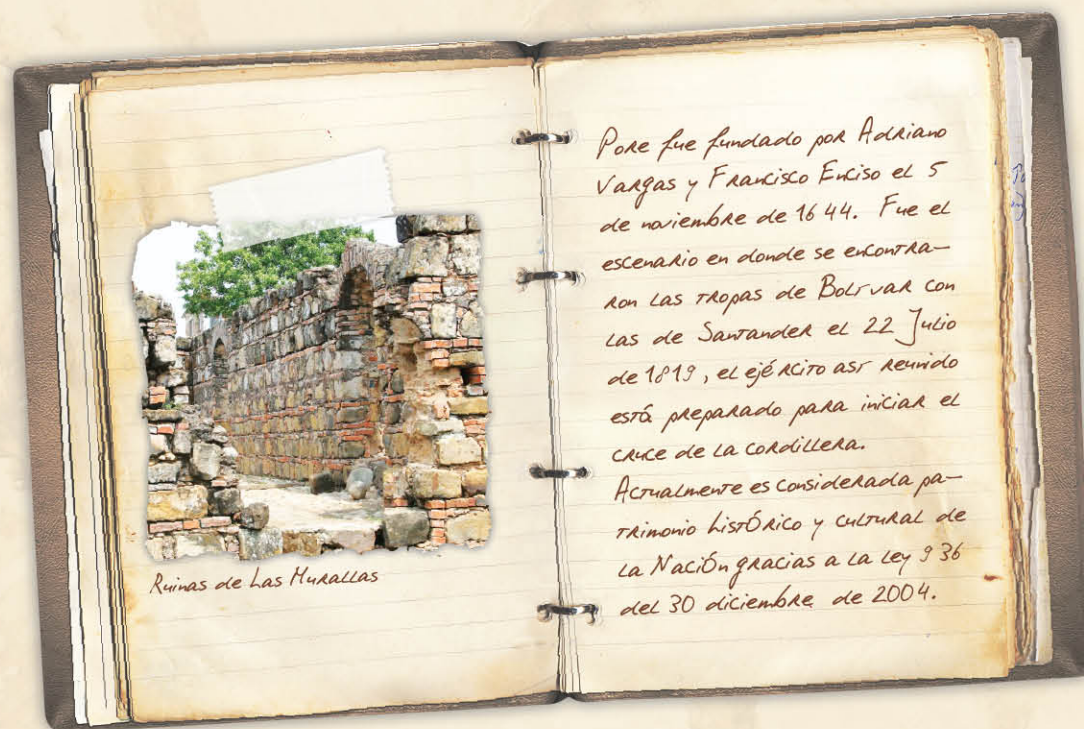 Ruinas de Las Murallas
Pore fue fundado por Adriano
Vargas y Francisco Enciso el 5
de noviembre de 1644. Fue el
escenario en donde se encontra-
ron las tropas de Bolívar con
las de Santander el 22 Julio
de 1819, el ejército así reunido
está preparado para iniciar el
cruce de la cordillera.
Actualmente es considerada pa-
trimonio histÓrico y cultural de
la NaciÓn gracias a la Ley 936
del 30 diciembre de 2004.